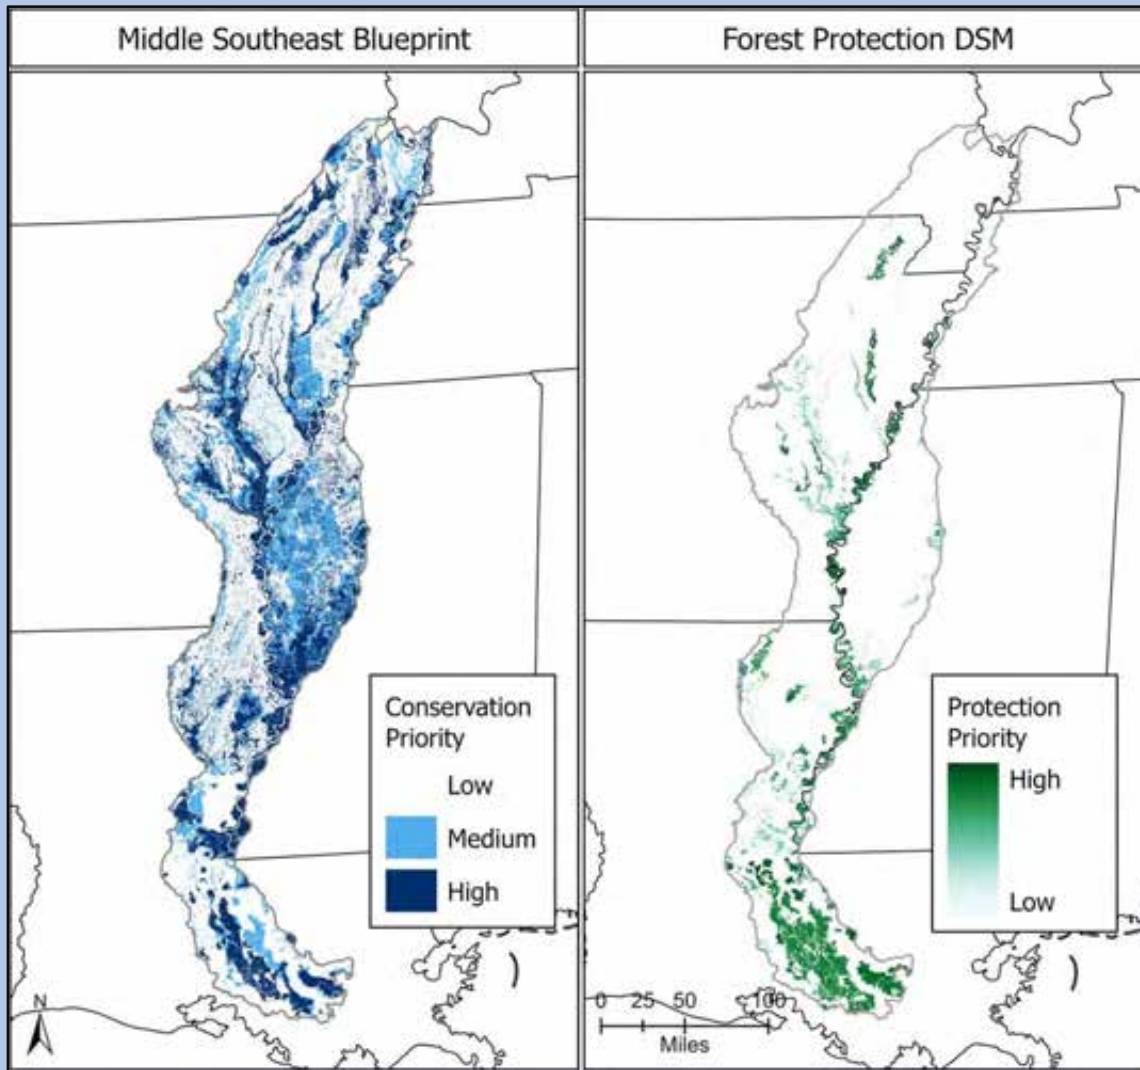 Middle Southeast Blueprint
Forest Protection DSM
Conservation
Priority
Low
Medium
High
N
Protection
Priority
High
Low
0 25 50 100
Miles